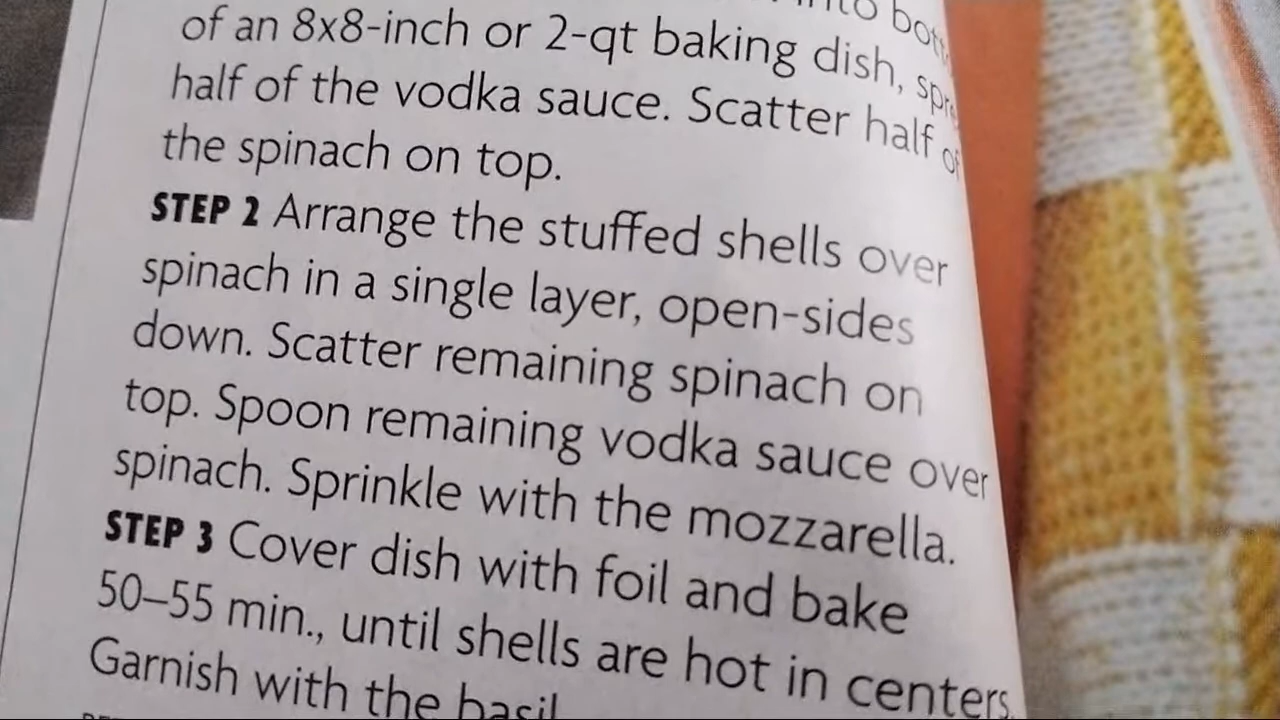 into
of an 8x8-inch or 2-qt baking dish,
half of the vodka sauce. Scatter half of
the spinach on top.
STEP 2 Arrange the stuffed shells over
spinach in a single layer, open-sides
down. Scatter remaining spinach on
top. Spoon remaining vodka sauce over
spinach. Sprinkle with the mozzarella.
STEP 3 Cover dish with foil and bake
50–55 min., until shells are hot in centers.
Garnish with the basil